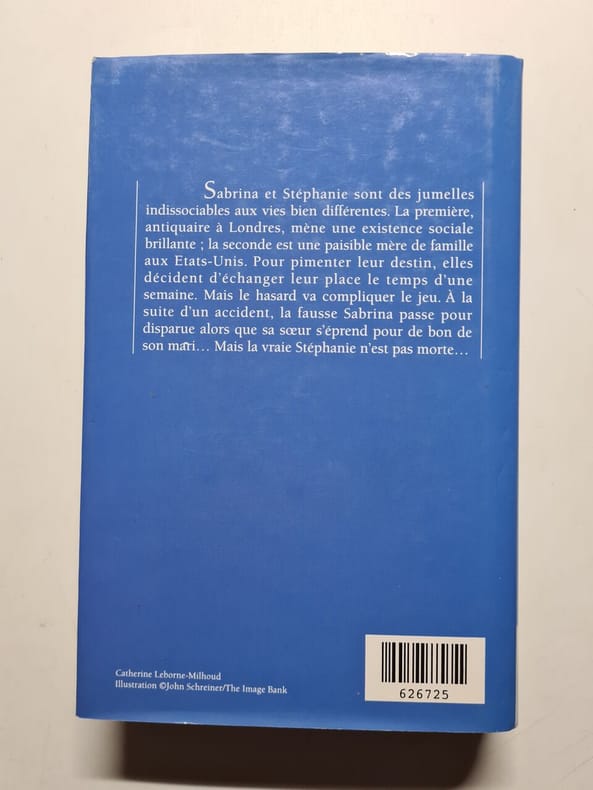 Sabrina et Stéphanie sont des jumelles
indissociables aux vies bien différentes. La première,
antiquaire à Londres, mène une existence sociale
brillante ; la seconde est une paisible mère de famille
aux Etats-Unis. Pour pimenter leur destin, elles
décident d'échanger leur place le temps d'une
semaine. Mais le hasard va compliquer le jeu. À la
suite d'un accident, la fausse Sabrina passe pour
disparue alors que sa sœur s'éprend pour de bon de
son mari… Mais la vraie Stéphanie n'est pas morte…
Catherine Leborne-Milhoud
Illustration ©John Schreiner/The Image Bank
626725